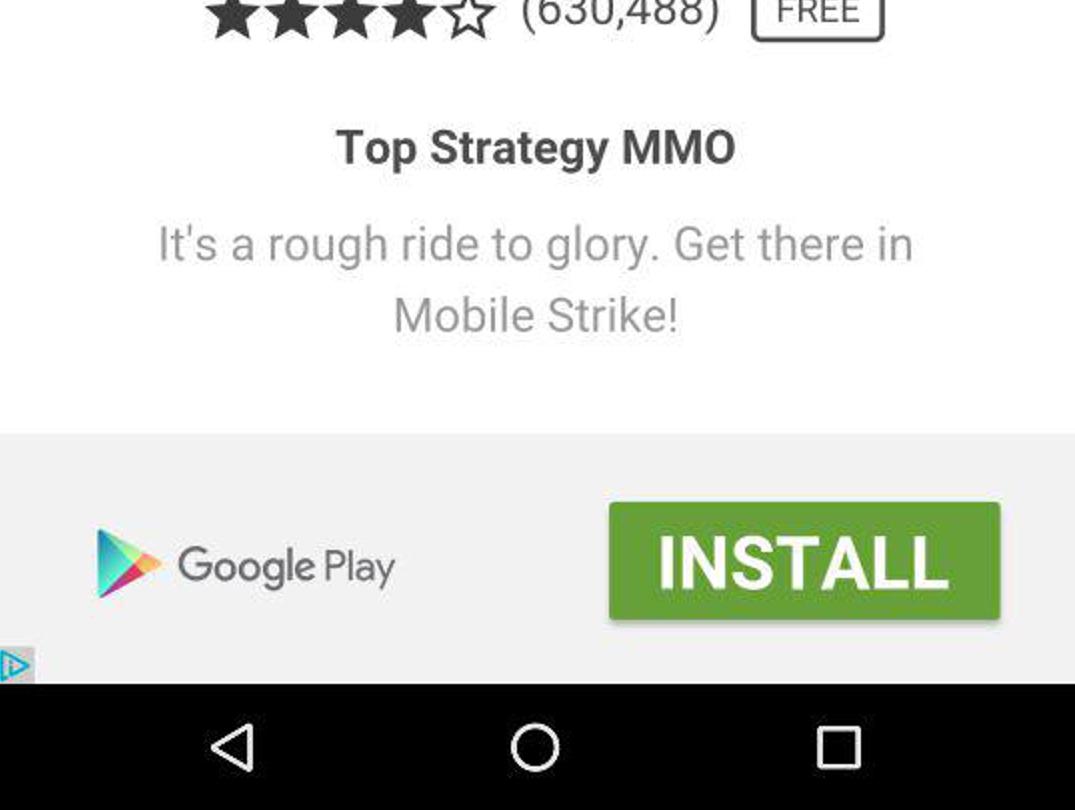 (630,488) FREE
Top Strategy MMO
It's a rough ride to glory. Get there in
Mobile Strike!
Google Play
INSTALL